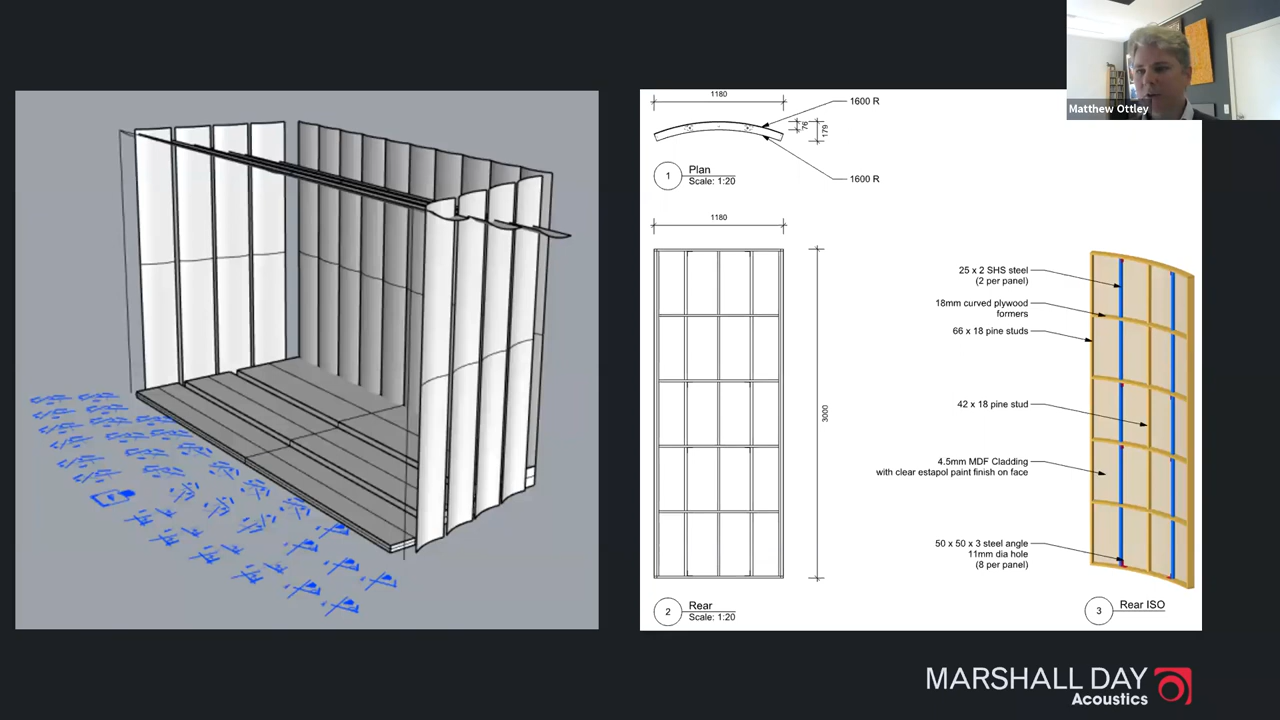 Matthew Ottley
1180
1600 R
76
179
1600 R
1
Plan
Scale: 1:20
1180
3000
2
Rear
Scale: 1:20
25 x 2 SHS steel
(2 per panel)
18mm curved plywood
formers
66 x 18 pine studs
42 x 18 pine stud
4.5mm MDF Cladding
with clear estapol paint finish on face
50 x 50 x 3 steel angle
11mm dia hole
(8 per panel)
3
Rear ISO
MARSHALL DAY
Acoustics